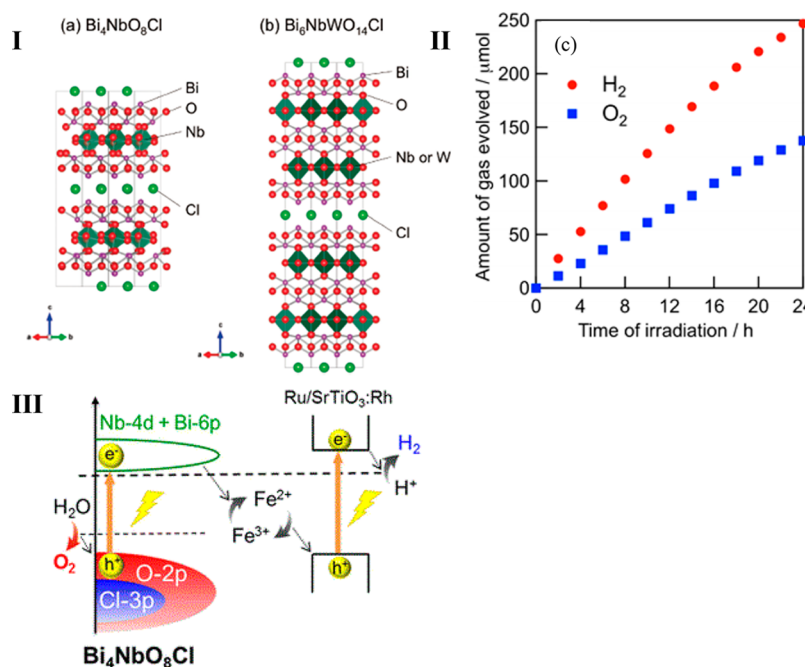 I
(a) Bi₄NbO₈Cl
(b) Bi₆NbWO₁₄Cl
Bi
O
Nb
Cl
c
a
b
Bi
O
Nb or W
Cl
c
a
b
II
(c)
H₂
O₂
Amount of gas evolved / μmol
250
200
150
100
50
0
0
4
8
12
16
20
24
Time of irradiation / h
III
Nb-4d + Bi-6p
Ru/SrTiO₃:Rh
e⁻
e⁻
H₂
H⁺
H₂O
O₂
Fe²⁺
Fe³⁺
h⁺
h⁺
O-2p
Cl-3p
Bi₄NbO₈Cl